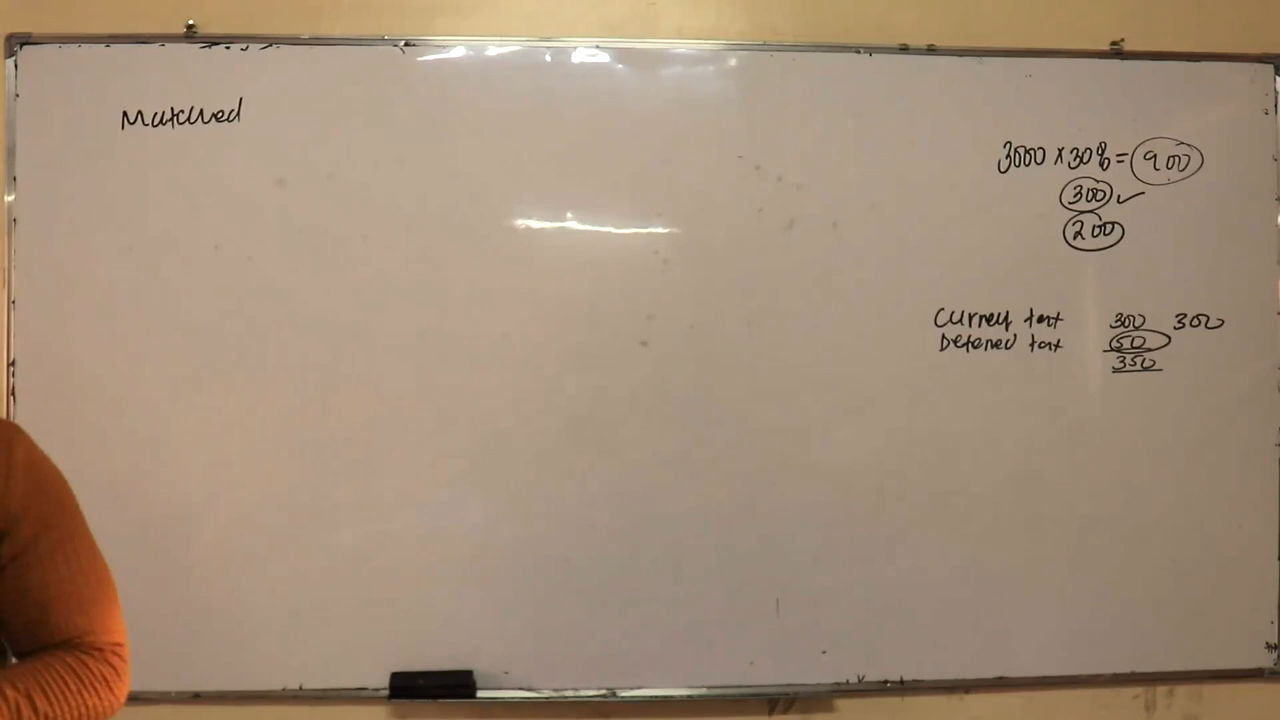 Matched
3000 x 30% = 900
300 ✓
200
Current tax 300 300
Deferred tax 50
350